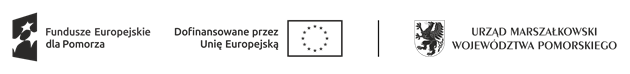 Fundusze Europejskie
dla Pomorza
Dofinansowane przez
Unię Europejską
URZĄD MARSZAŁKOWSKI
WOJEWÓDZTWA POMORSKIEGO